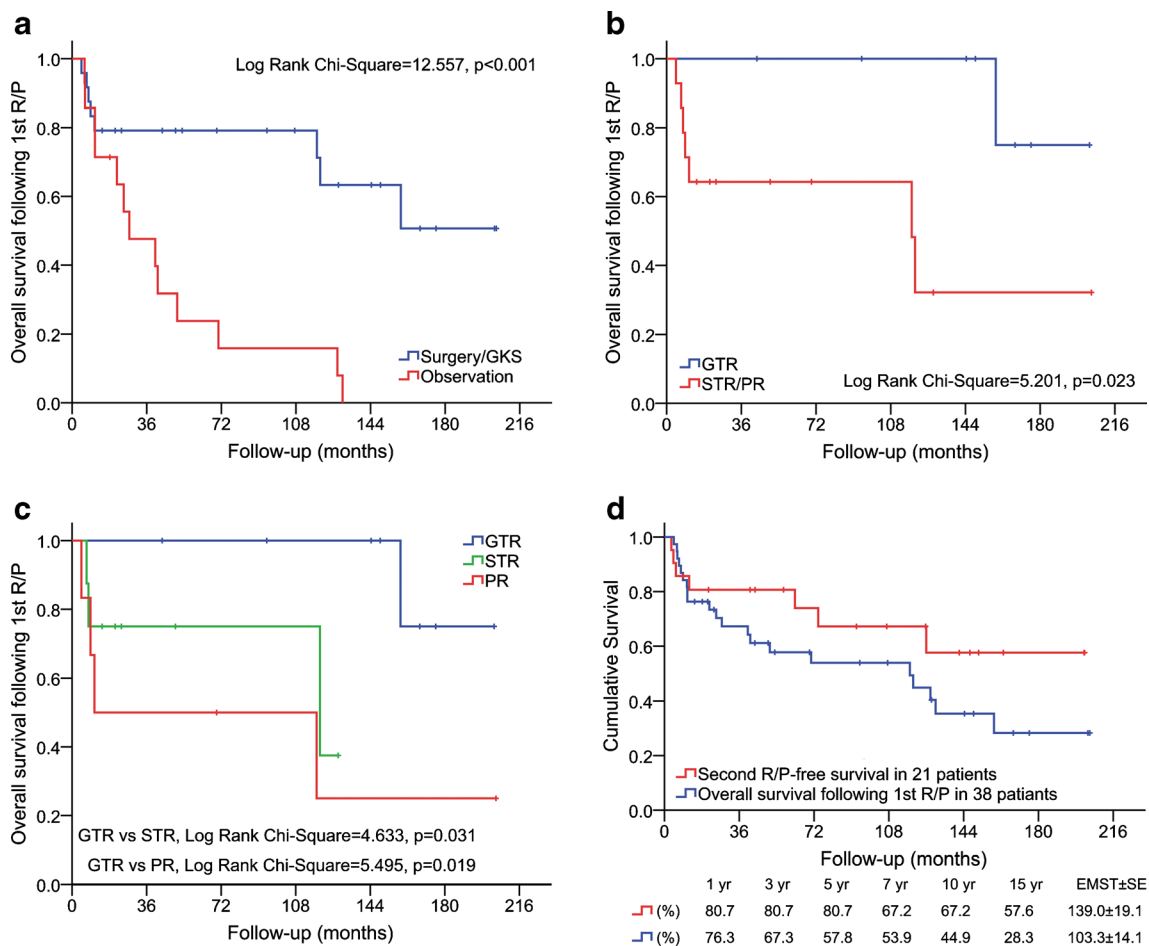 a
Log Rank Chi-Square=12.557, p<0.001
Overall survival following 1st R/P
1.0
0.8
0.6
0.4
0.2
0.0
Surgery/GKS
Observation
0 36 72 108 144 180 216
Follow-up (months)
b
Overall survival following 1st R/P
1.0
0.8
0.6
0.4
0.2
0.0
GTR
STR/PR
Log Rank Chi-Square=5.201, p=0.023
0 36 72 108 144 180 216
Follow-up (months)
c
Overall survival following 1st R/P
1.0
0.8
0.6
0.4
0.2
0.0
GTR
STR
PR
GTR vs STR, Log Rank Chi-Square=4.633, p=0.031
GTR vs PR, Log Rank Chi-Square=5.495, p=0.019
0 36 72 108 144 180 216
Follow-up (months)
d
Cumulative Survival
1.0
0.8
0.6
0.4
0.2
0.0
Second R/P-free survival in 21 patients
Overall survival following 1st R/P in 38 patiants
0 36 72 108 144 180 216
Follow-up (months)
1 yr 3 yr 5 yr 7 yr 10 yr 15 yr EMST±SE
(%) 80.7 80.7 80.7 67.2 67.2 57.6 139.0±19.1
(%) 76.3 67.3 57.8 53.9 44.9 28.3 103.3±14.1